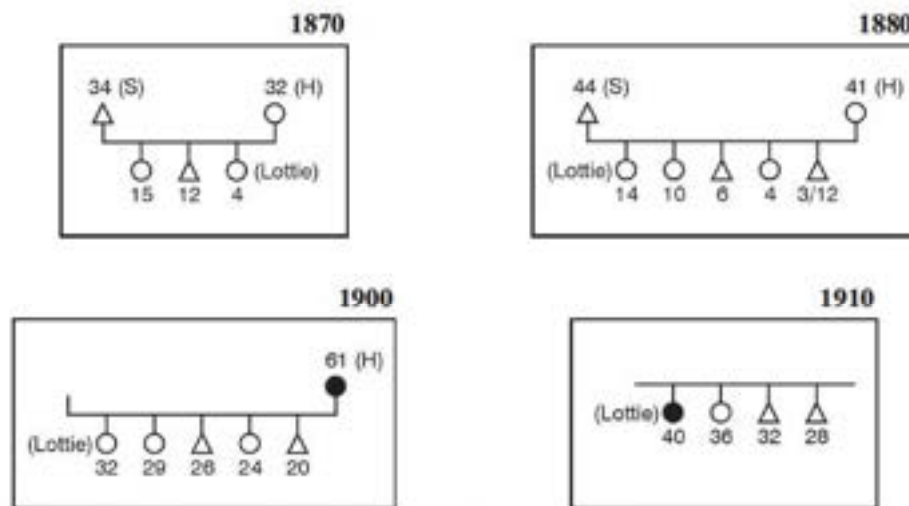 1870
34 (S)
32 (H)
(Lottie)
15
12
4
1880
44 (S)
41 (H)
(Lottie)
14
10
6
4
3/12
1900
61 (H)
(Lottie)
32
29
26
24
20
1910
(Lottie)
40
36
32
28